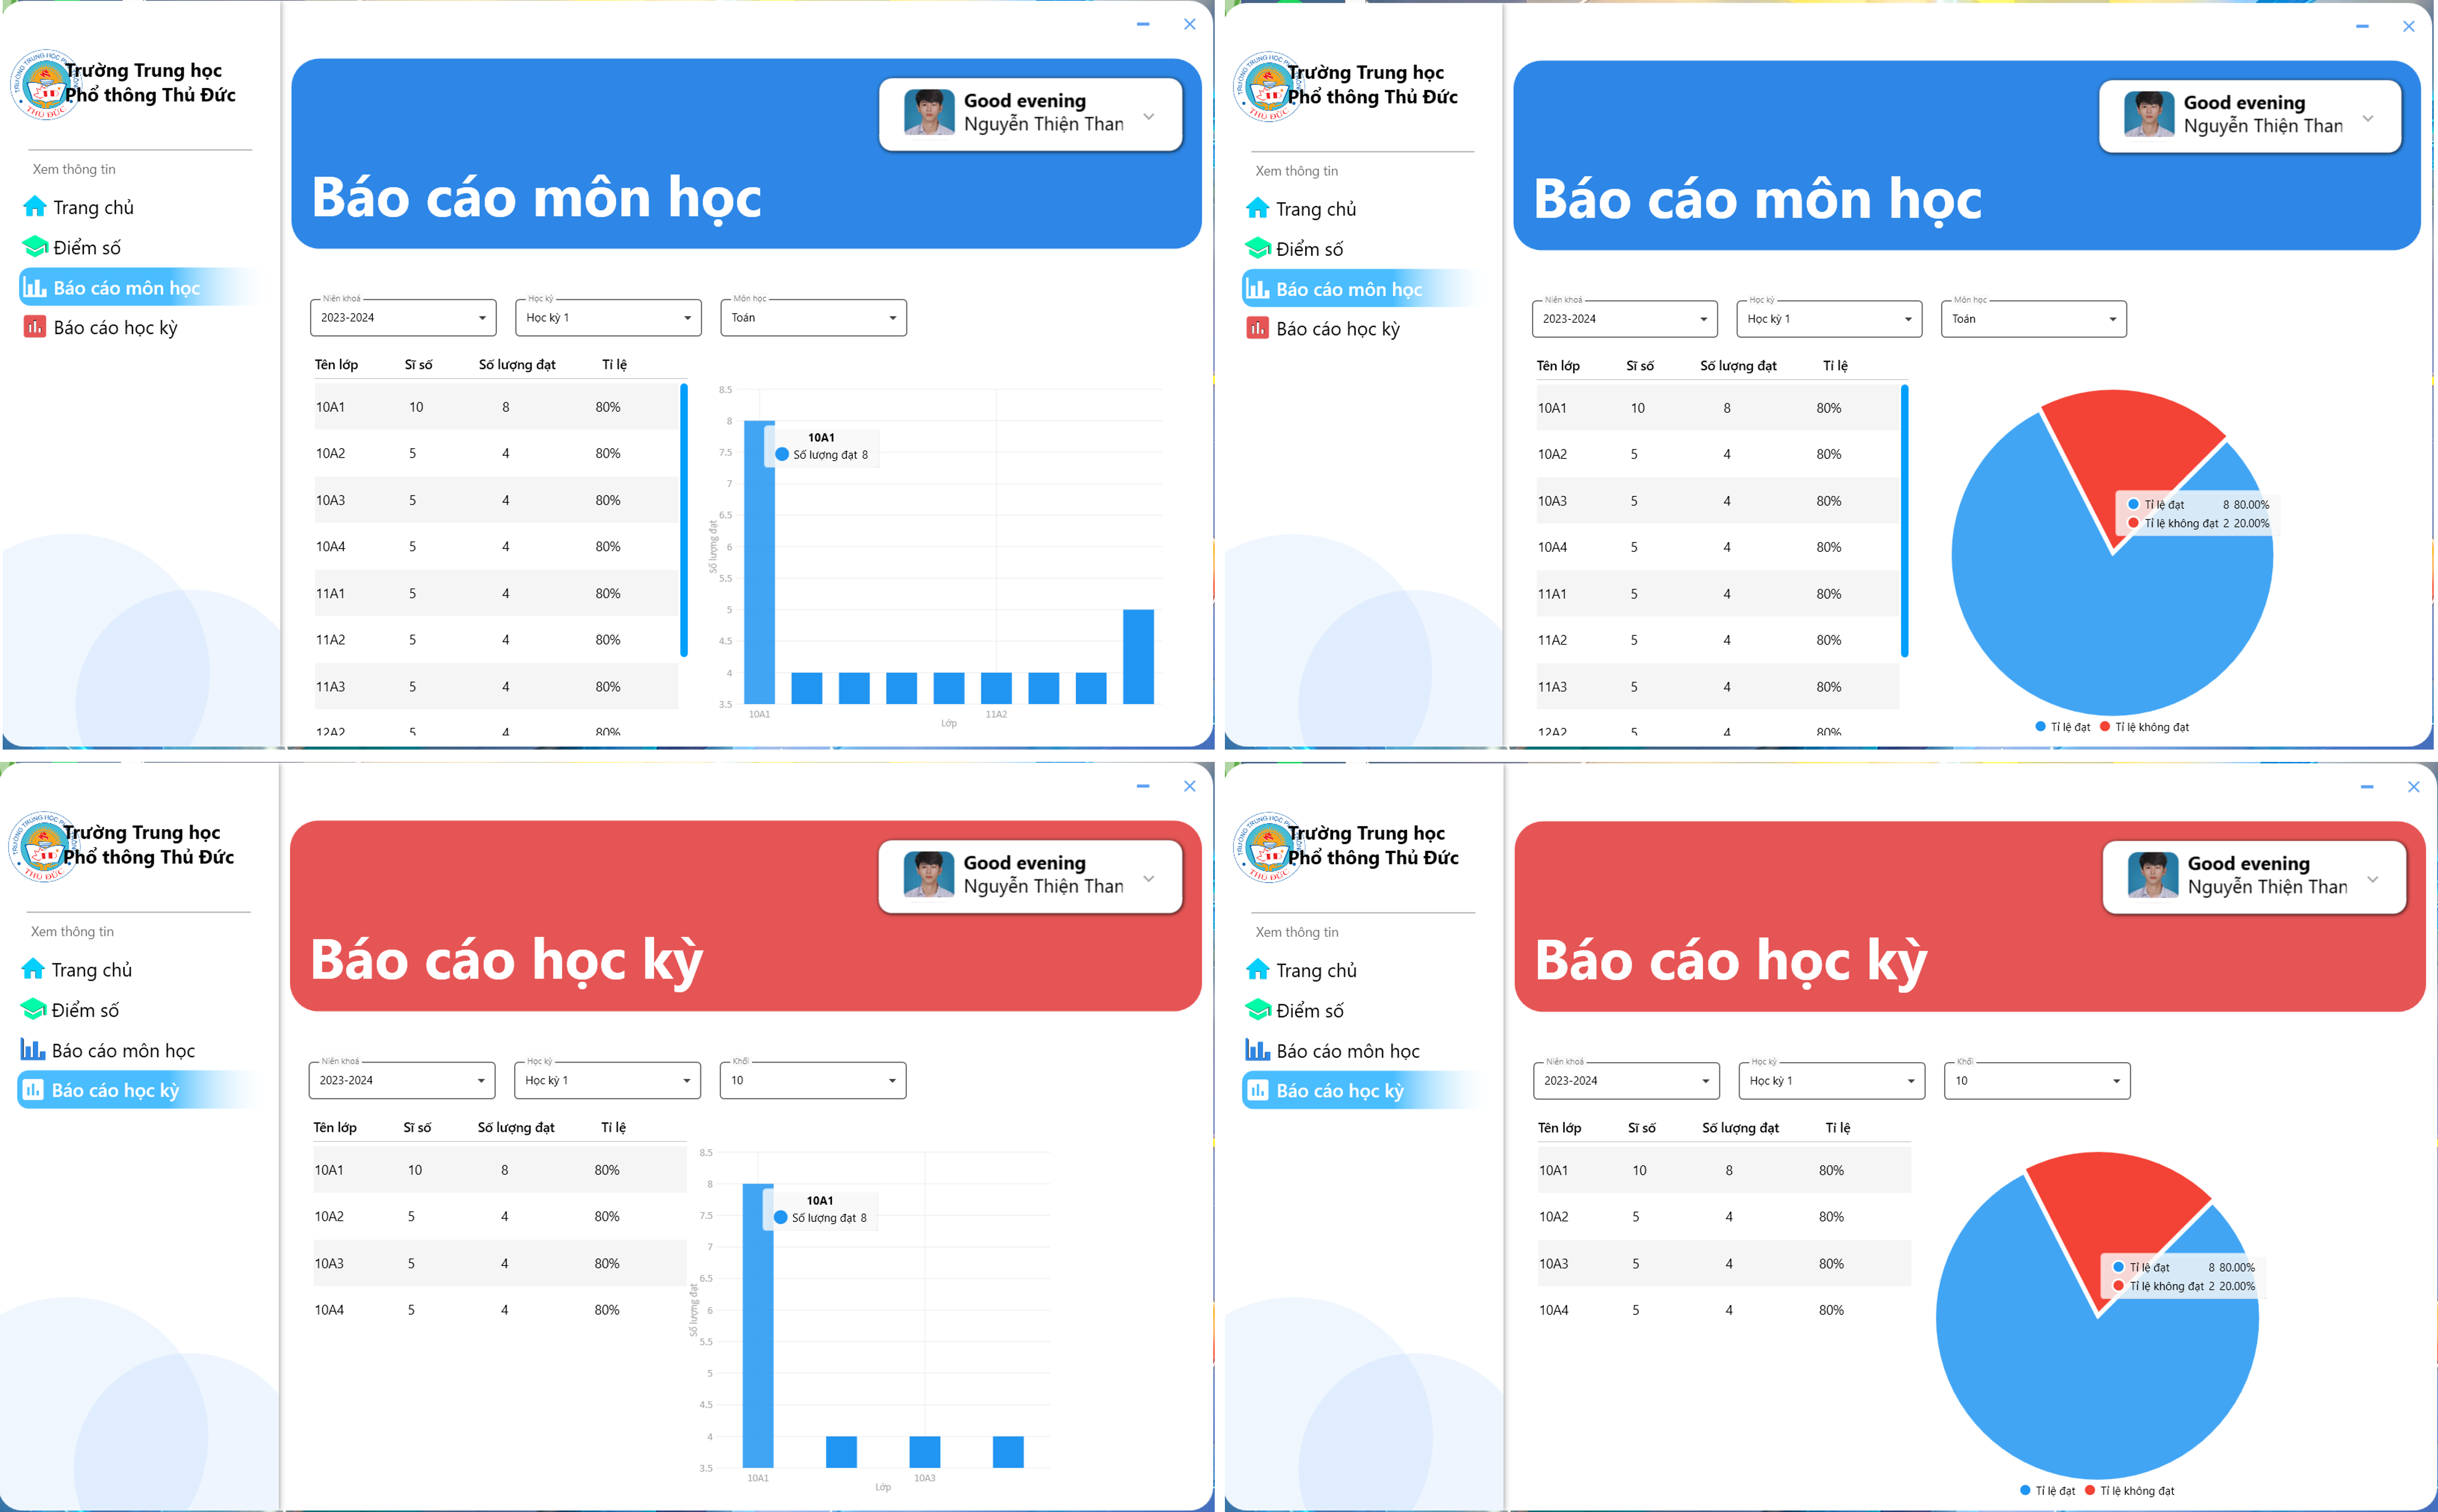 Trường Trung học
Phổ thông Thủ Đức
THỦ ĐỨC
Xem thông tin
Trang chủ
Điểm số
Báo cáo môn học
Báo cáo học kỳ
Good evening
Nguyễn Thiện Than
Báo cáo môn học
Niên khoá
Học kỳ
Môn học
2023-2024
Học kỳ 1
Toán
Tên lớp Sĩ số Số lượng đạt Tỉ lệ
10A1 10 8 80%
10A2 5 4 80%
10A3 5 4 80%
10A4 5 4 80%
11A1 5 4 80%
11A2 5 4 80%
11A3 5 4 80%
12A2 5 4 80%
8.5
8
7.5
7
6.5
6
5.5
5
4.5
4
3.5
Số lượng đạt
10A1
Số lượng đạt 8
10A1 11A2
Lớp
Trường Trung học
Phổ thông Thủ Đức
THỦ ĐỨC
Xem thông tin
Trang chủ
Điểm số
Báo cáo môn học
Báo cáo học kỳ
Good evening
Nguyễn Thiện Than
Báo cáo môn học
Niên khoá
Học kỳ
Môn học
2023-2024
Học kỳ 1
Toán
Tên lớp Sĩ số Số lượng đạt Tỉ lệ
10A1 10 8 80%
10A2 5 4 80%
10A3 5 4 80%
10A4 5 4 80%
11A1 5 4 80%
11A2 5 4 80%
11A3 5 4 80%
12A2 5 4 80%
Tỉ lệ đạt 8 80.00%
Tỉ lệ không đạt 2 20.00%
Tỉ lệ đạt Tỉ lệ không đạt
Trường Trung học
Phổ thông Thủ Đức
THỦ ĐỨC
Xem thông tin
Trang chủ
Điểm số
Báo cáo môn học
Báo cáo học kỳ
Good evening
Nguyễn Thiện Than
Báo cáo học kỳ
Niên khoá
Học kỳ
Khối
2023-2024
Học kỳ 1
10
Tên lớp Sĩ số Số lượng đạt Tỉ lệ
10A1 10 8 80%
10A2 5 4 80%
10A3 5 4 80%
10A4 5 4 80%
8.5
8
7.5
7
6.5
6
5.5
5
4.5
4
3.5
Số lượng đạt
10A1
Số lượng đạt 8
10A1 10A3
Lớp
Trường Trung học
Phổ thông Thủ Đức
THỦ ĐỨC
Xem thông tin
Trang chủ
Điểm số
Báo cáo môn học
Báo cáo học kỳ
Good evening
Nguyễn Thiện Than
Báo cáo học kỳ
Niên khoá
Học kỳ
Khối
2023-2024
Học kỳ 1
10
Tên lớp Sĩ số Số lượng đạt Tỉ lệ
10A1 10 8 80%
10A2 5 4 80%
10A3 5 4 80%
10A4 5 4 80%
Tỉ lệ đạt 8 80.00%
Tỉ lệ không đạt 2 20.00%
Tỉ lệ đạt Tỉ lệ không đạt